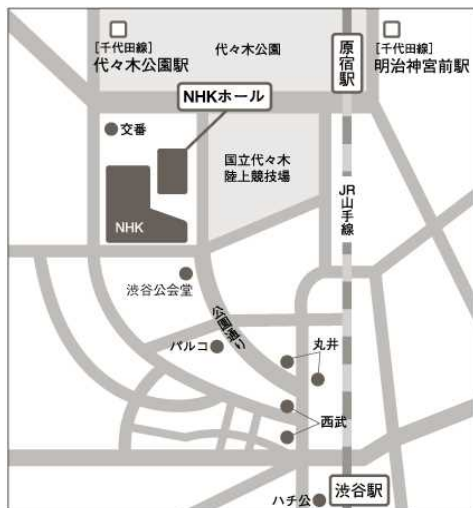 [千代田線]
代々木公園駅
代々木公園
原宿駅
[千代田線]
明治神宮前駅
NHKホール
交番
国立代々木
陸上競技場
JR山手線
NHK
渋谷公会堂
公園通り
パルコ
丸井
西武
渋谷駅
ハチ公